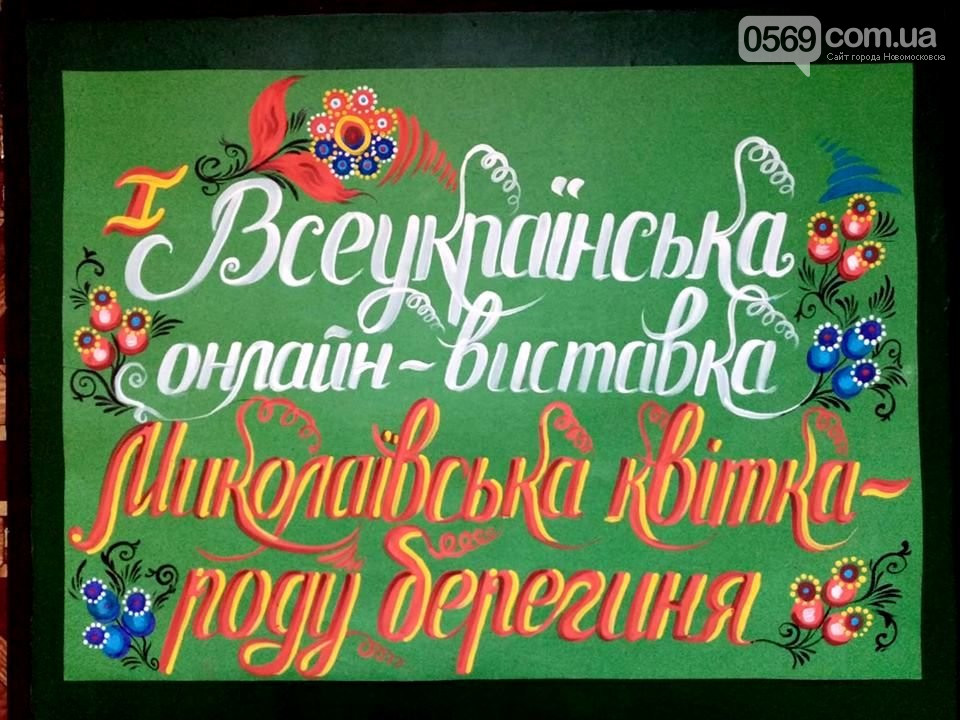 0569 com.ua
Сайт города Новомосковска
I Всеукраїнська
онлайн-виставка
Миколаївська квітка-
роду берегиня